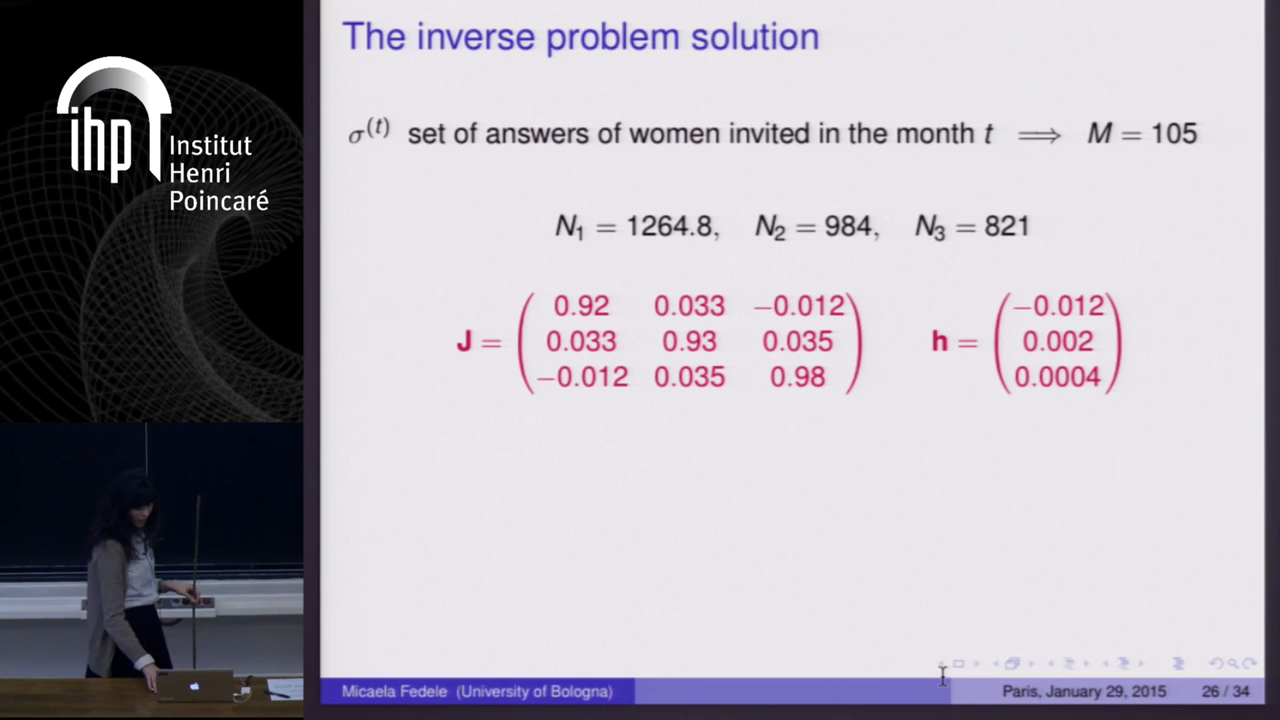 ihp
Institut
Henri
Poincaré
The inverse problem solution
σ(t) set of answers of women invited in the month t ⟹ M = 105
N1 = 1264.8, N2 = 984, N3 = 821
J = ( 0.92 0.033 −0.012
0.033 0.93 0.035
−0.012 0.035 0.98 )
h = ( −0.012
0.002
0.0004 )
Micaela Fedele (University of Bologna) Paris, January 29, 2015 26 / 34